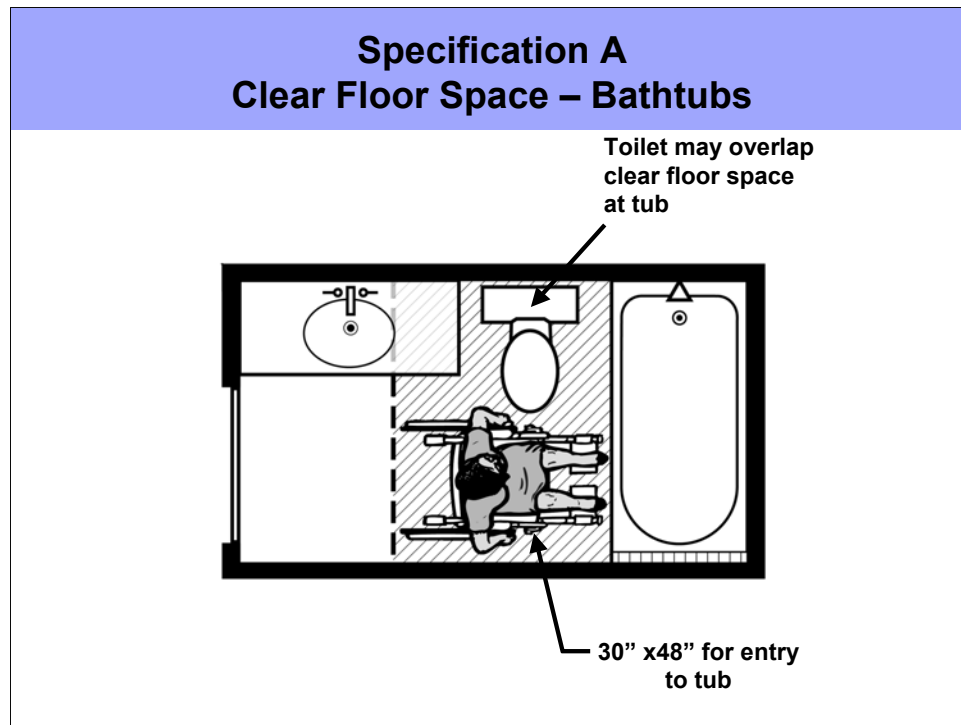 Specification A
Clear Floor Space – Bathtubs
Toilet may overlap
clear floor space
at tub
30” x48” for entry
to tub